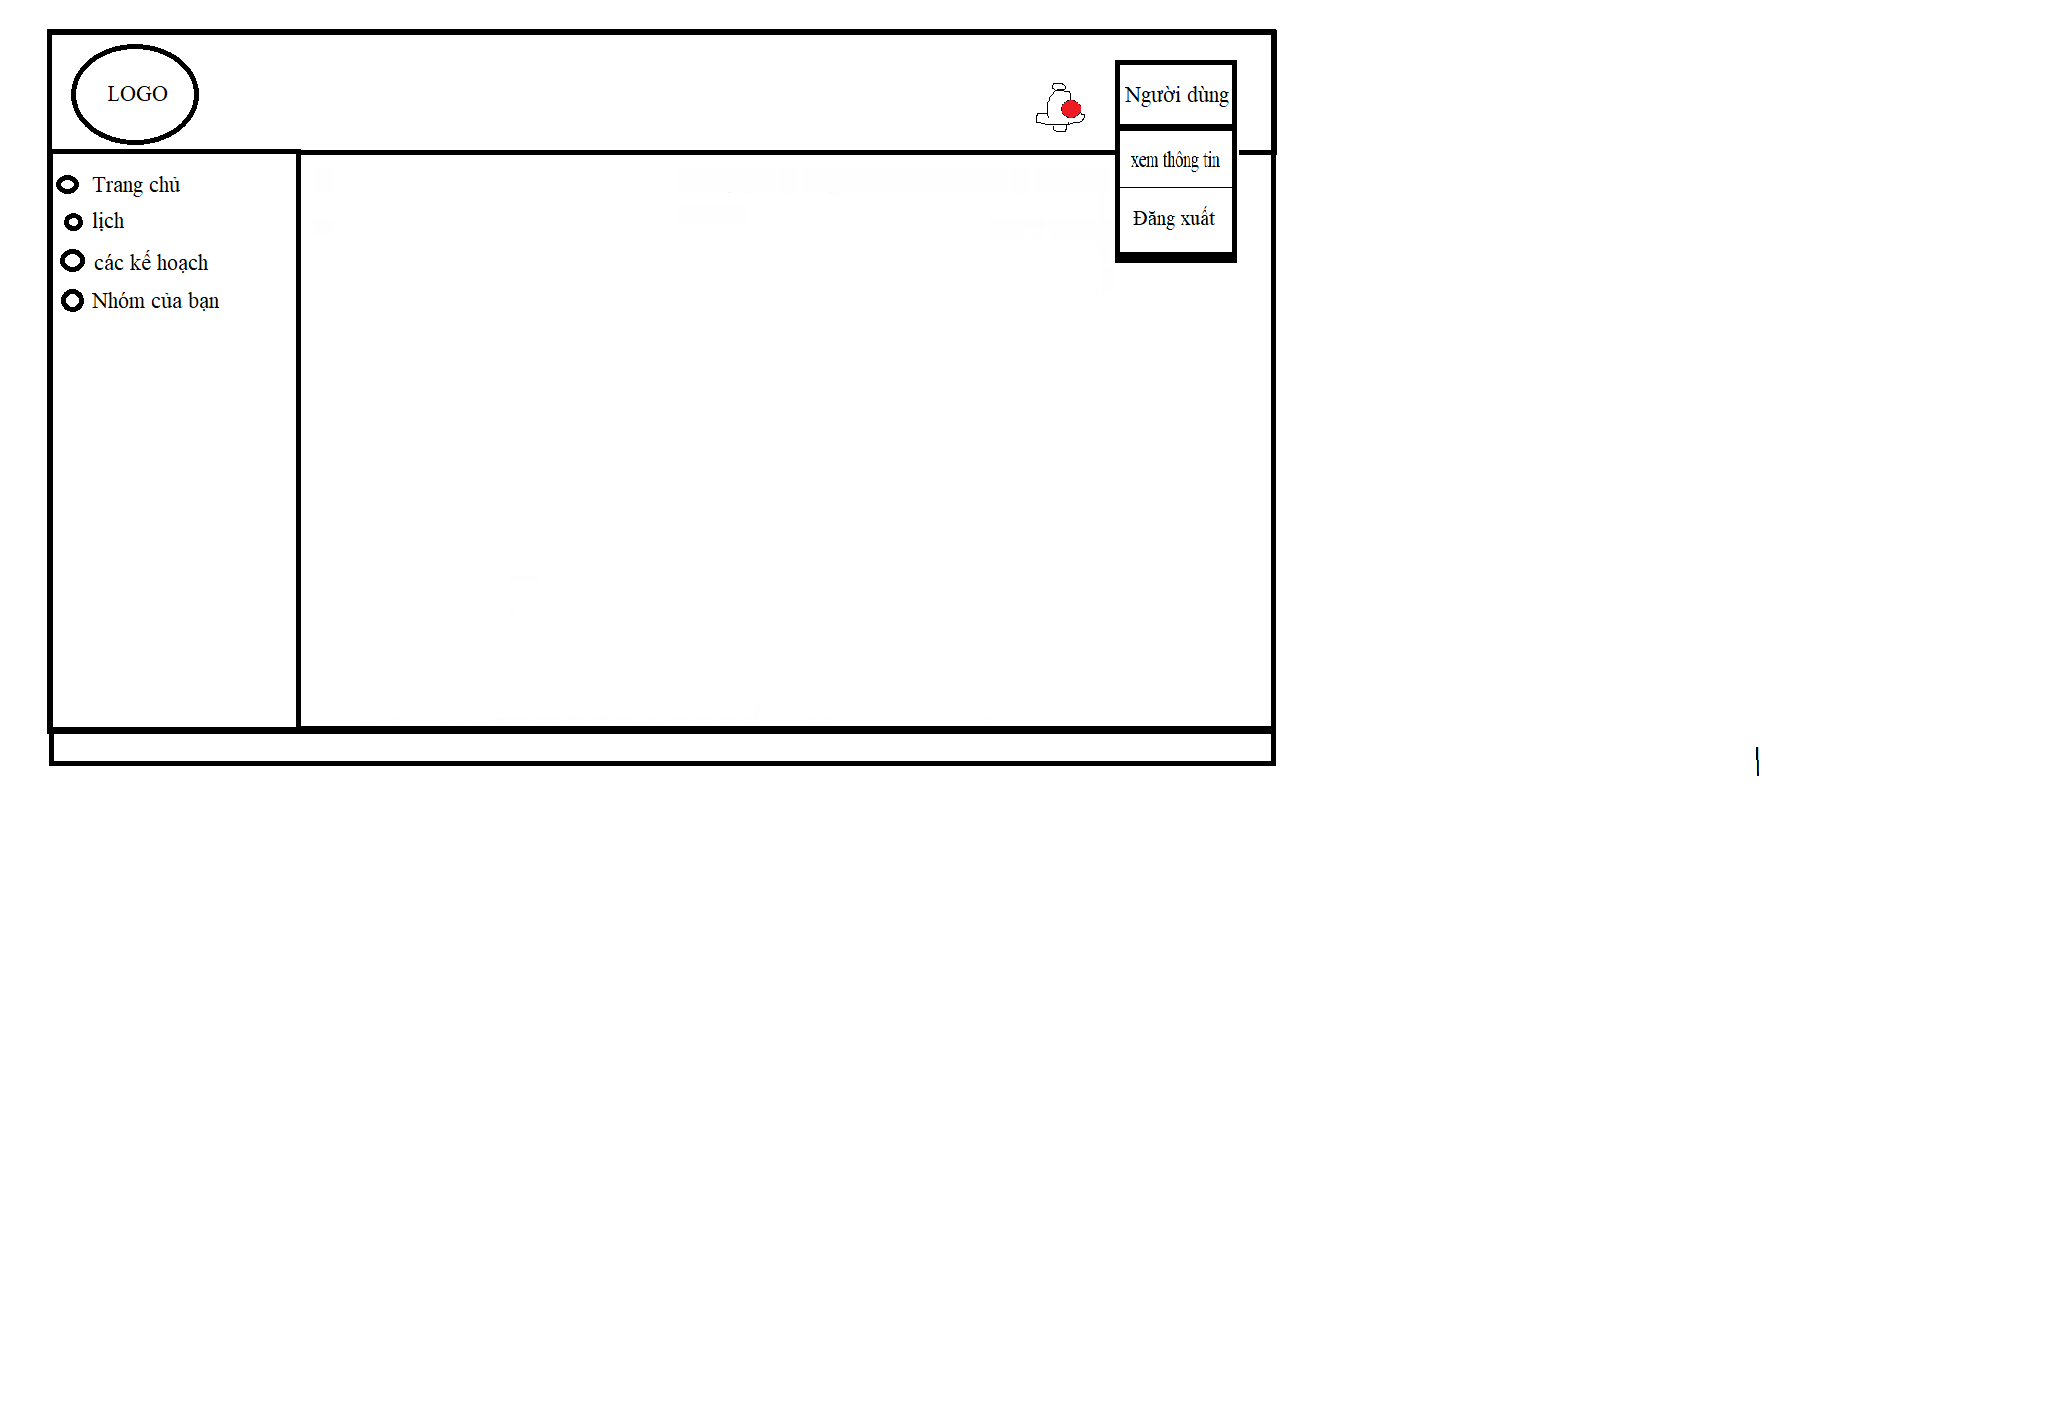 LOGO
Người dùng
xem thông tin
Đăng xuất
Trang chủ
lịch
các kế hoạch
Nhóm của bạn